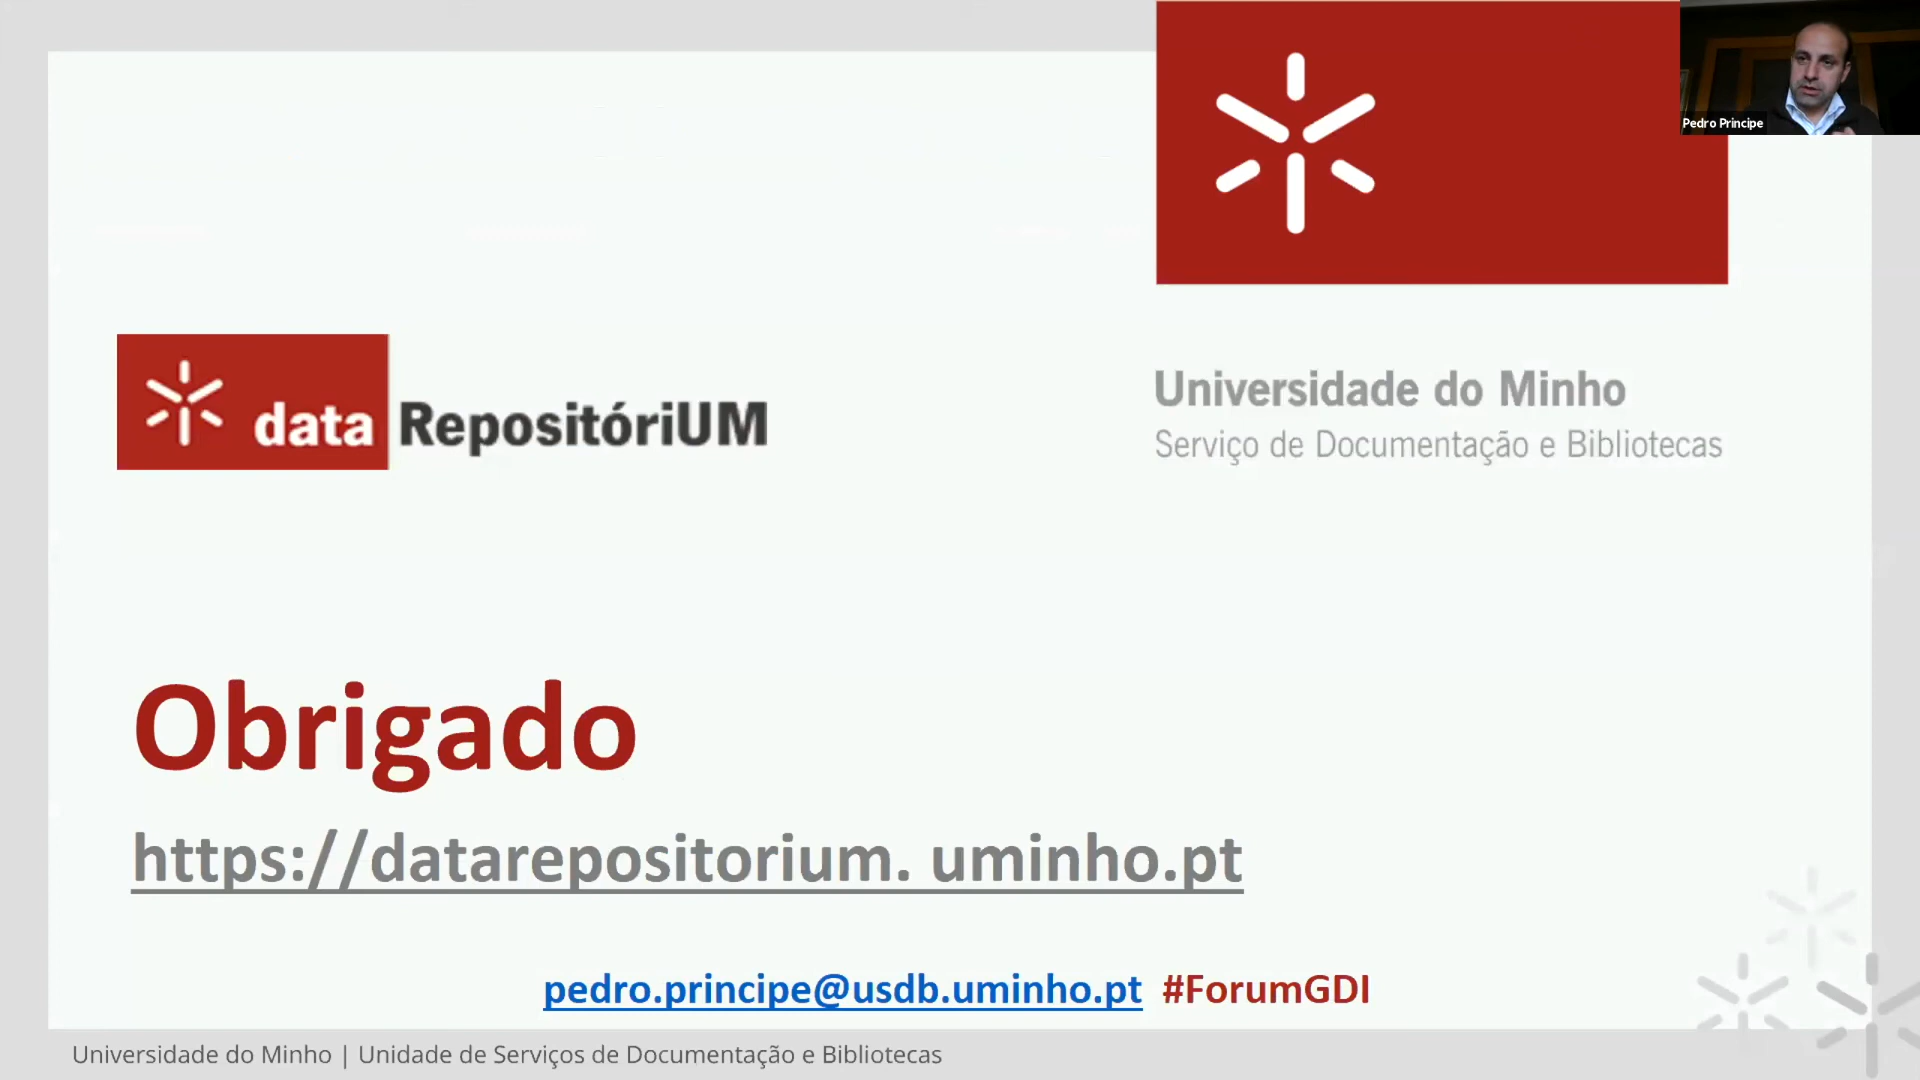 Pedro Principe
data RepositóriUM
Universidade do Minho
Serviço de Documentação e Bibliotecas
Obrigado
https://datarepositorium. uminho.pt
pedro.principe@usdb.uminho.pt #ForumGDI
Universidade do Minho | Unidade de Serviços de Documentação e Bibliotecas